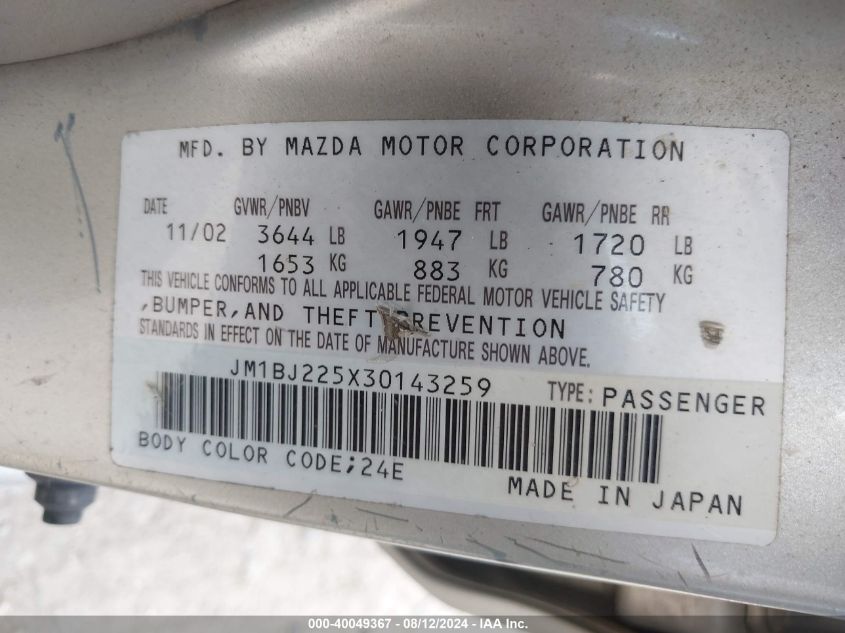 MFD. BY MAZDA MOTOR CORPORATION
DATE GVWR/PNBV GAWR/PNBE FRT GAWR/PNBE RR
11/02 3644 LB 1947 LB 1720 LB
1653 KG 883 KG 780 KG
THIS VEHICLE CONFORMS TO ALL APPLICABLE FEDERAL MOTOR VEHICLE SAFETY
,BUMPER,AND THEFT PREVENTION
STANDARDS IN EFFECT ON THE DATE OF MANUFACTURE SHOWN ABOVE.
JM1BJ225X30143259 TYPE: PASSENGER
BODY COLOR CODE;24E
MADE IN JAPAN
000-40049367 - 08/12/2024 - IAA Inc.